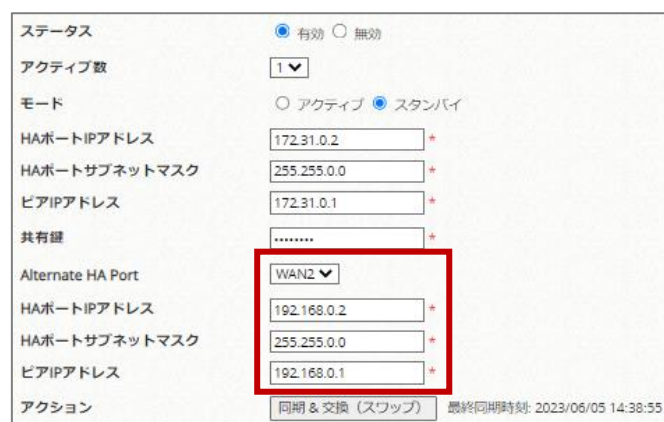 ステータス 有効 無効
アクティブ数 1
モード アクティブ スタンバイ
HAポートIPアドレス 172.31.0.2 *
HAポートサブネットマスク 255.255.0.0 *
ピアIPアドレス 172.31.0.1 *
共有鍵 ········ *
Alternate HA Port WAN2
HAポートIPアドレス 192.168.0.2 *
HAポートサブネットマスク 255.255.0.0 *
ピアIPアドレス 192.168.0.1 *
アクション 同期 & 交換（スワップ） 最終同期時刻: 2023/06/05 14:38:55